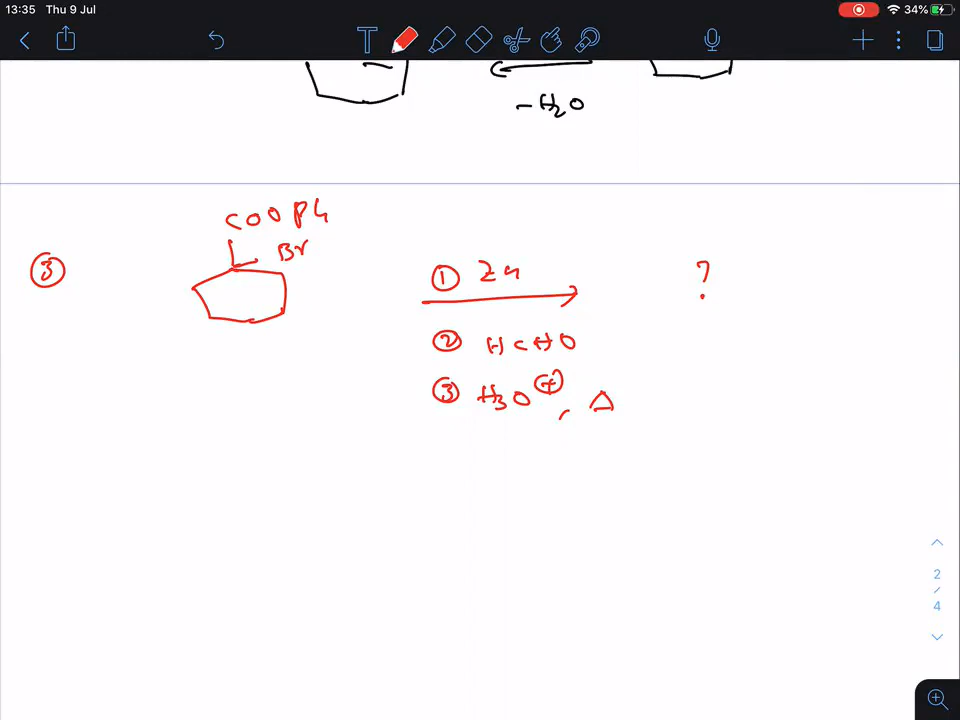 13:35 Thu 9 Jul 34%
T
-H₂O
COOPh
Br
③ ① Zn ?
② HCHO
③ H₃O⊕, Δ
2
/
4